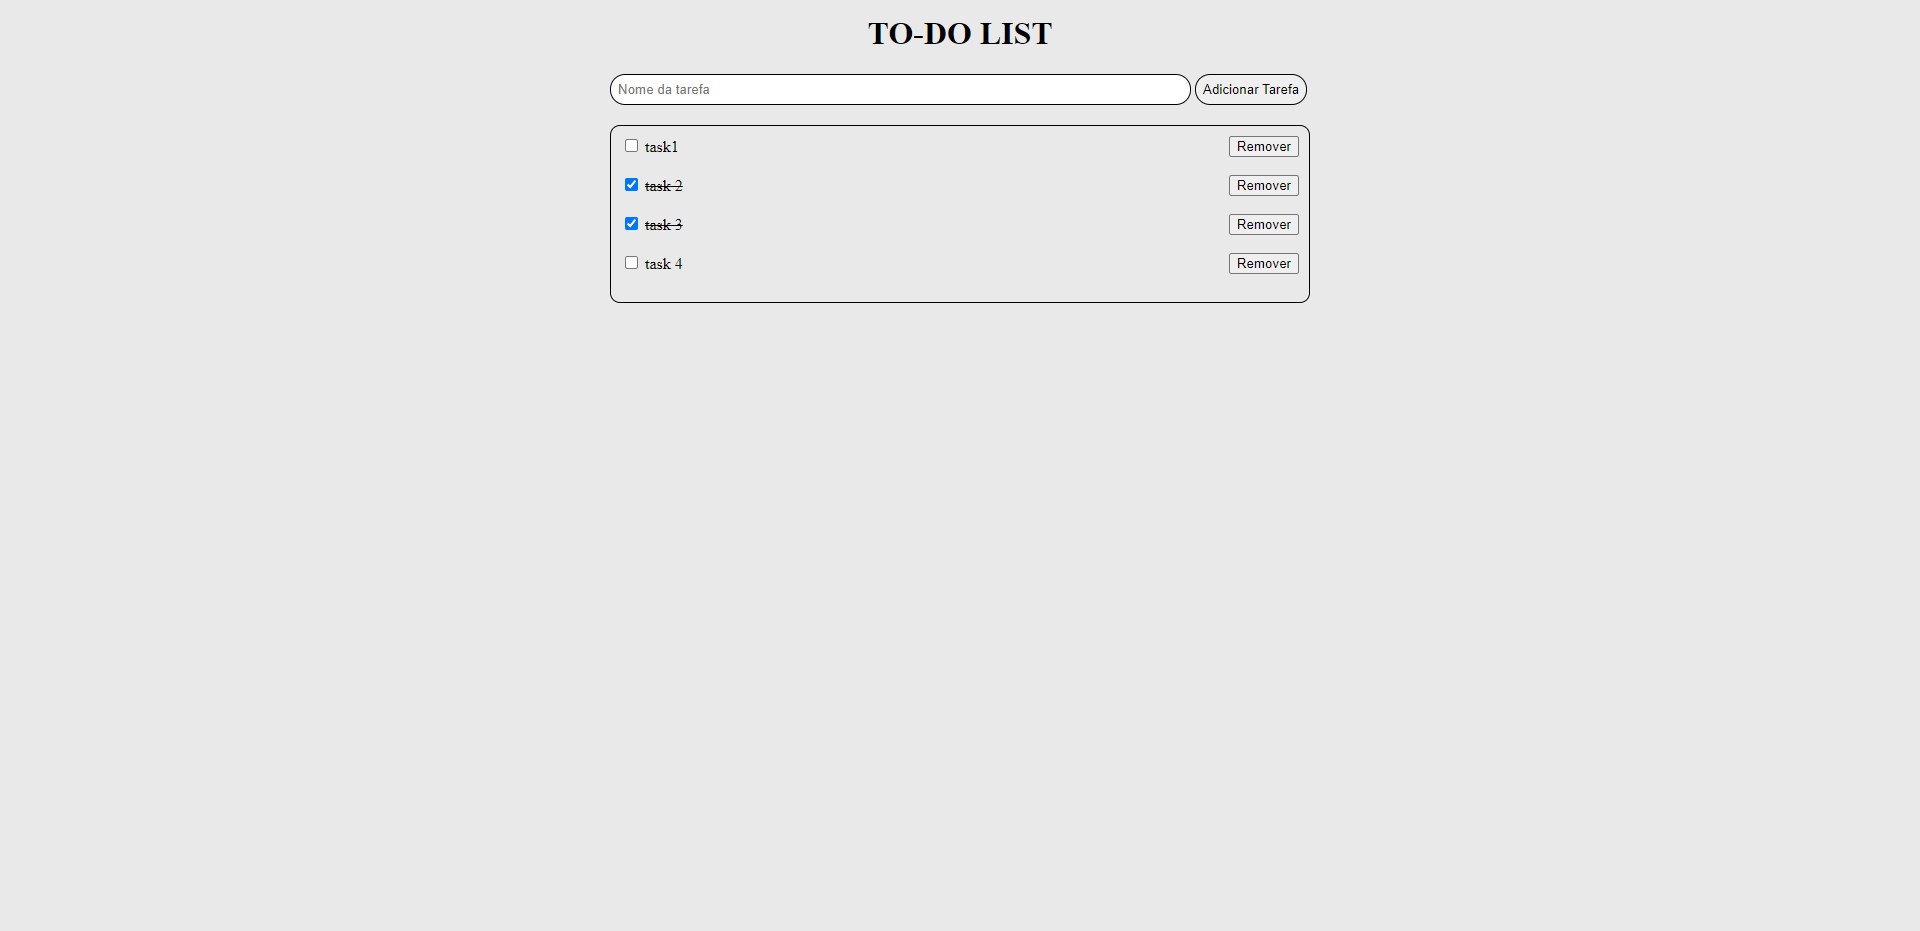 TO-DO LIST
Nome da tarefa Adicionar Tarefa
task1 Remover
task 2 Remover
task 3 Remover
task 4 Remover